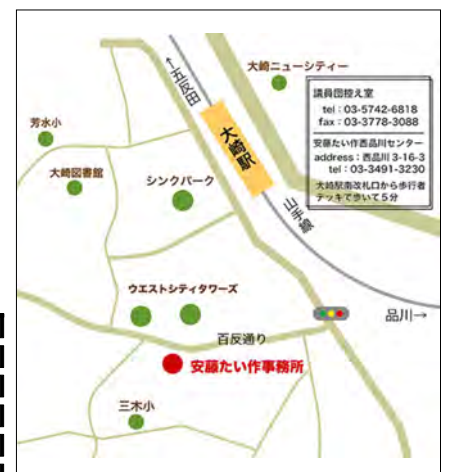 大崎ニューシティー
←五反田
議員団控え室
tel：03-5742-6818
fax：03-3778-3088
安藤たい作西品川センター
address：西品川 3-16-3
tel：03-3491-3230
大崎駅南改札口から歩行者
デッキで歩いて5分
大崎駅
芳水小
大崎図書館
シンクパーク
山手線
ウエストシティタワーズ
品川→
百反通り
安藤たい作事務所
三木小